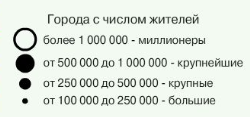 Города с числом жителей
более 1 000 000 - миллионеры
от 500 000 до 1 000 000 - крупнейшие
от 250 000 до 500 000 - крупные
от 100 000 до 250 000 - большие